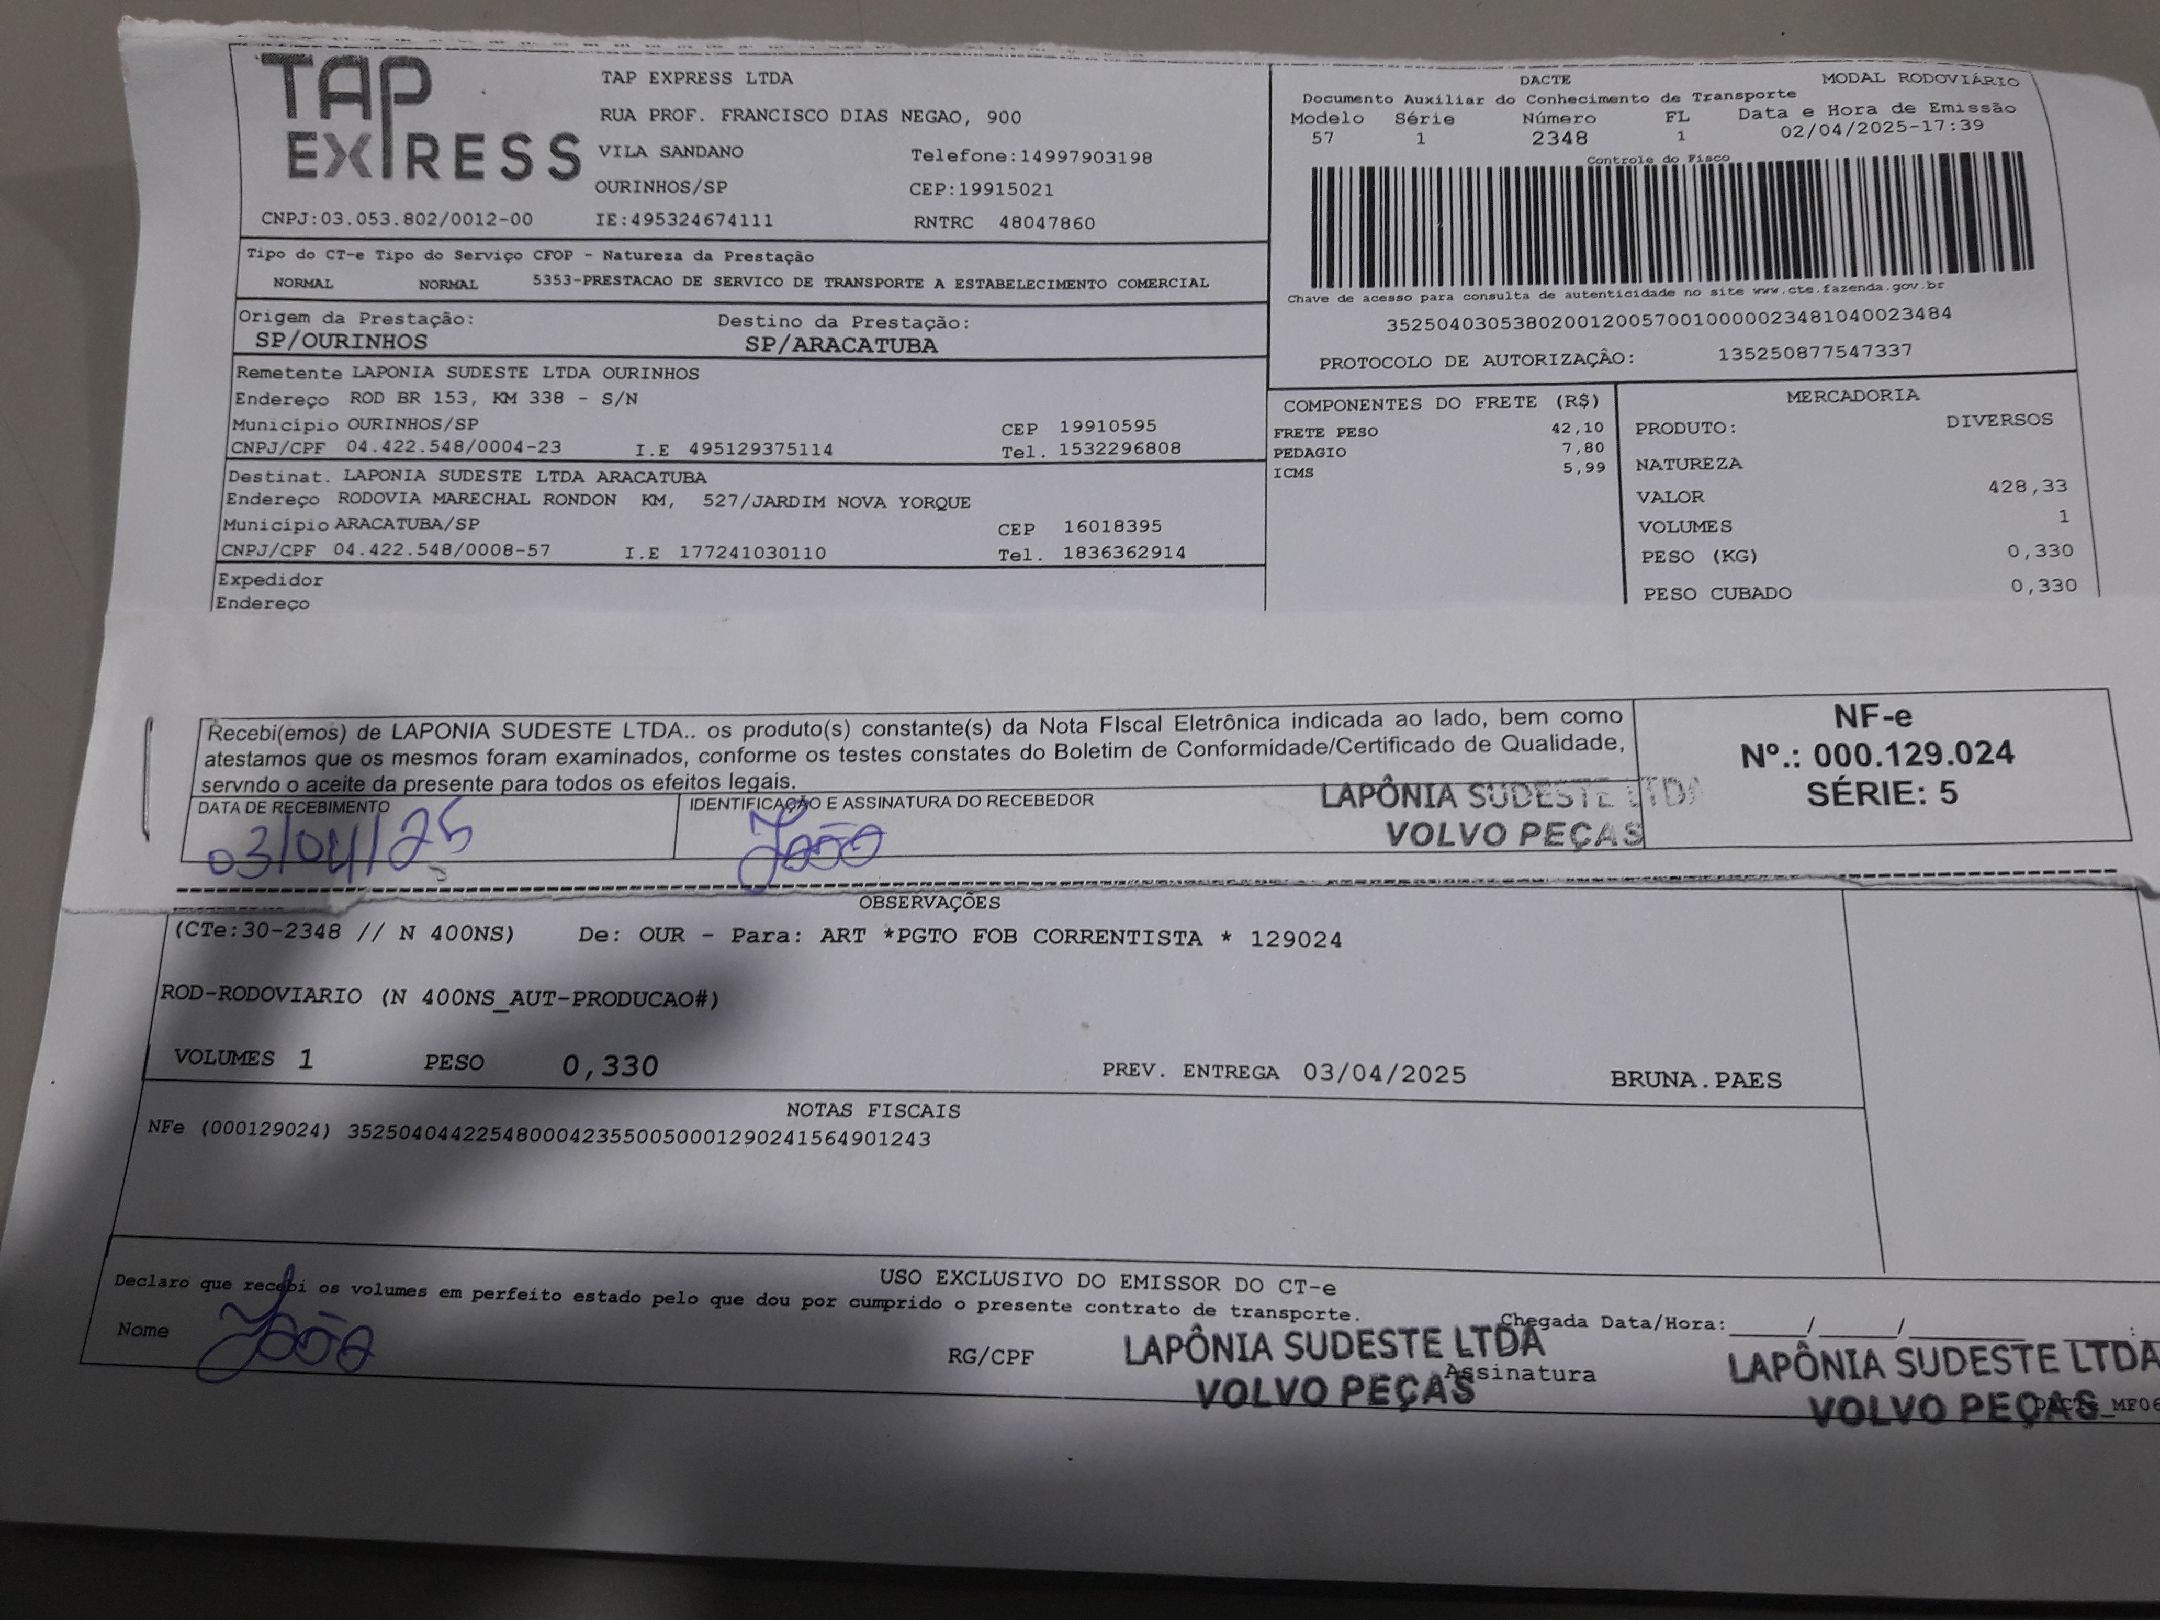 TAP EXPRESS
TAP EXPRESS LTDA
RUA PROF. FRANCISCO DIAS NEGAO, 900
VILA SANDANO Telefone:14997903198
OURINHOS/SP CEP:19915021
CNPJ:03.053.802/0012-00 IE:495324674111 RNTRC 48047860
DACTE MODAL RODOVIÁRIO
Documento Auxiliar do Conhecimento de Transporte
Modelo Série Número FL Data e Hora de Emissão
57 1 2348 1 02/04/2025-17:39
Controle do Fisco
Chave de acesso para consulta de autenticidade no site www.cte.fazenda.gov.br
35250403053802001200570010000023481040023484
PROTOCOLO DE AUTORIZAÇÃO: 135250877547337
Tipo do CT-e Tipo do Serviço CFOP - Natureza da Prestação
NORMAL NORMAL 5353-PRESTACAO DE SERVICO DE TRANSPORTE A ESTABELECIMENTO COMERCIAL
Origem da Prestação: Destino da Prestação:
SP/OURINHOS SP/ARACATUBA
Remetente LAPONIA SUDESTE LTDA OURINHOS
Endereço ROD BR 153, KM 338 - S/N
Município OURINHOS/SP CEP 19910595
CNPJ/CPF 04.422.548/0004-23 I.E 495129375114 Tel. 1532296808
Destinat. LAPONIA SUDESTE LTDA ARACATUBA
Endereço RODOVIA MARECHAL RONDON KM, 527/JARDIM NOVA YORQUE
Município ARACATUBA/SP CEP 16018395
CNPJ/CPF 04.422.548/0008-57 I.E 177241030110 Tel. 1836362914
Expedidor
Endereço
COMPONENTES DO FRETE (R$)
FRETE PESO 42,10
PEDAGIO 7,80
ICMS 5,99
MERCADORIA
PRODUTO: DIVERSOS
NATUREZA
VALOR 428,33
VOLUMES 1
PESO (KG) 0,330
PESO CUBADO 0,330
Recebi(emos) de LAPONIA SUDESTE LTDA.. os produto(s) constante(s) da Nota FIscal Eletrônica indicada ao lado, bem como
atestamos que os mesmos foram examinados, conforme os testes constates do Boletim de Conformidade/Certificado de Qualidade,
servndo o aceite da presente para todos os efeitos legais.
DATA DE RECEBIMENTO IDENTIFICAÇÃO E ASSINATURA DO RECEBEDOR
03/04/25 João
LAPÔNIA SUDESTE LTDA
VOLVO PEÇAS
NF-e
Nº.: 000.129.024
SÉRIE: 5
OBSERVAÇÕES
(CTe:30-2348 // N 400NS) De: OUR - Para: ART *PGTO FOB CORRENTISTA * 129024
ROD-RODOVIARIO (N 400NS_AUT-PRODUCAO#)
VOLUMES 1 PESO 0,330 PREV. ENTREGA 03/04/2025 BRUNA.PAES
NOTAS FISCAIS
NFe (000129024) 35250404422548000423550050001290241564901243
USO EXCLUSIVO DO EMISSOR DO CT-e
Declaro que recebi os volumes em perfeito estado pelo que dou por cumprido o presente contrato de transporte.
Chegada Data/Hora:_____/_____/_______ ____:
Nome João RG/CPF Assinatura
LAPÔNIA SUDESTE LTDA
VOLVO PEÇAS
LAPÔNIA SUDESTE LTDA
VOLVO PEÇAS